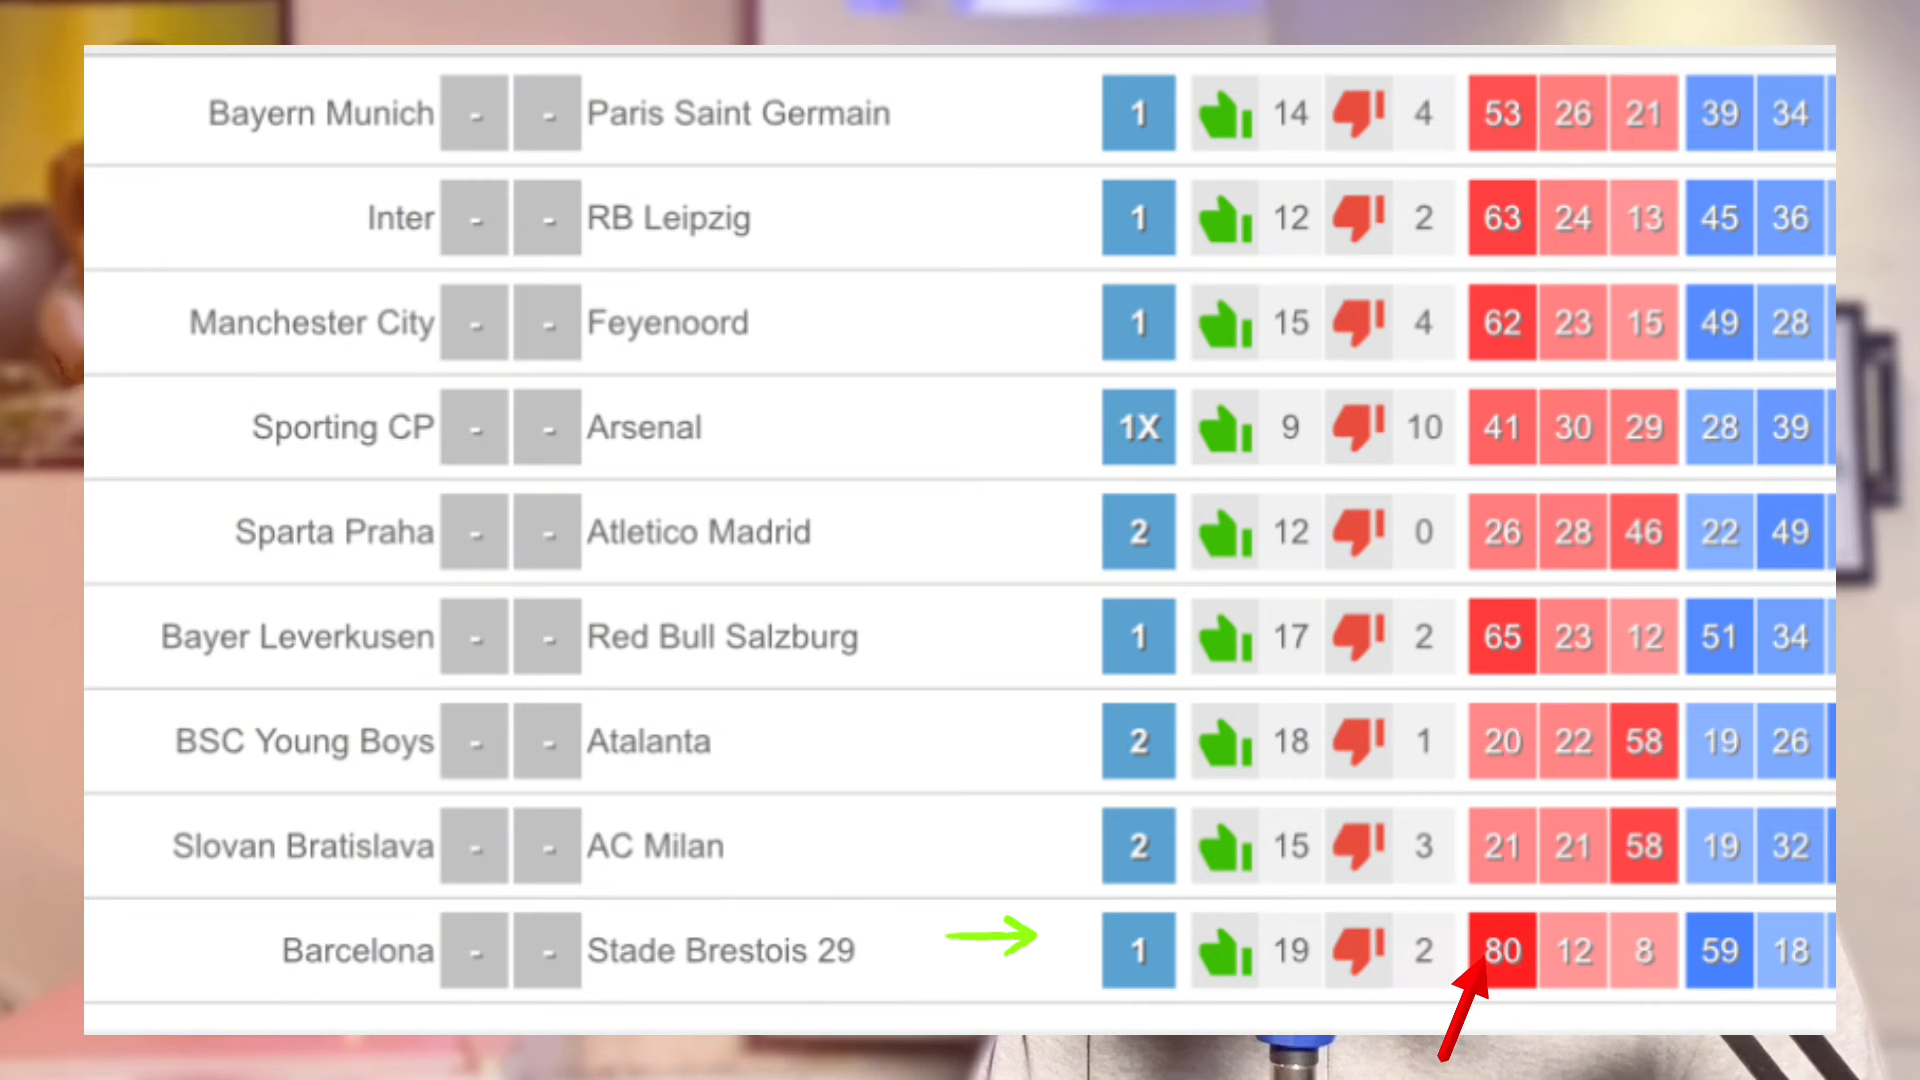 Bayern Munich - - Paris Saint Germain 1 14 4 53 26 21 39 34
Inter - - RB Leipzig 1 12 2 63 24 13 45 36
Manchester City - - Feyenoord 1 15 4 62 23 15 49 28
Sporting CP - - Arsenal 1X 9 10 41 30 29 28 39
Sparta Praha - - Atletico Madrid 2 12 0 26 28 46 22 49
Bayer Leverkusen - - Red Bull Salzburg 1 17 2 65 23 12 51 34
BSC Young Boys - - Atalanta 2 18 1 20 22 58 19 26
Slovan Bratislava - - AC Milan 2 15 3 21 21 58 19 32
Barcelona - - Stade Brestois 29 1 19 2 80 12 8 59 18